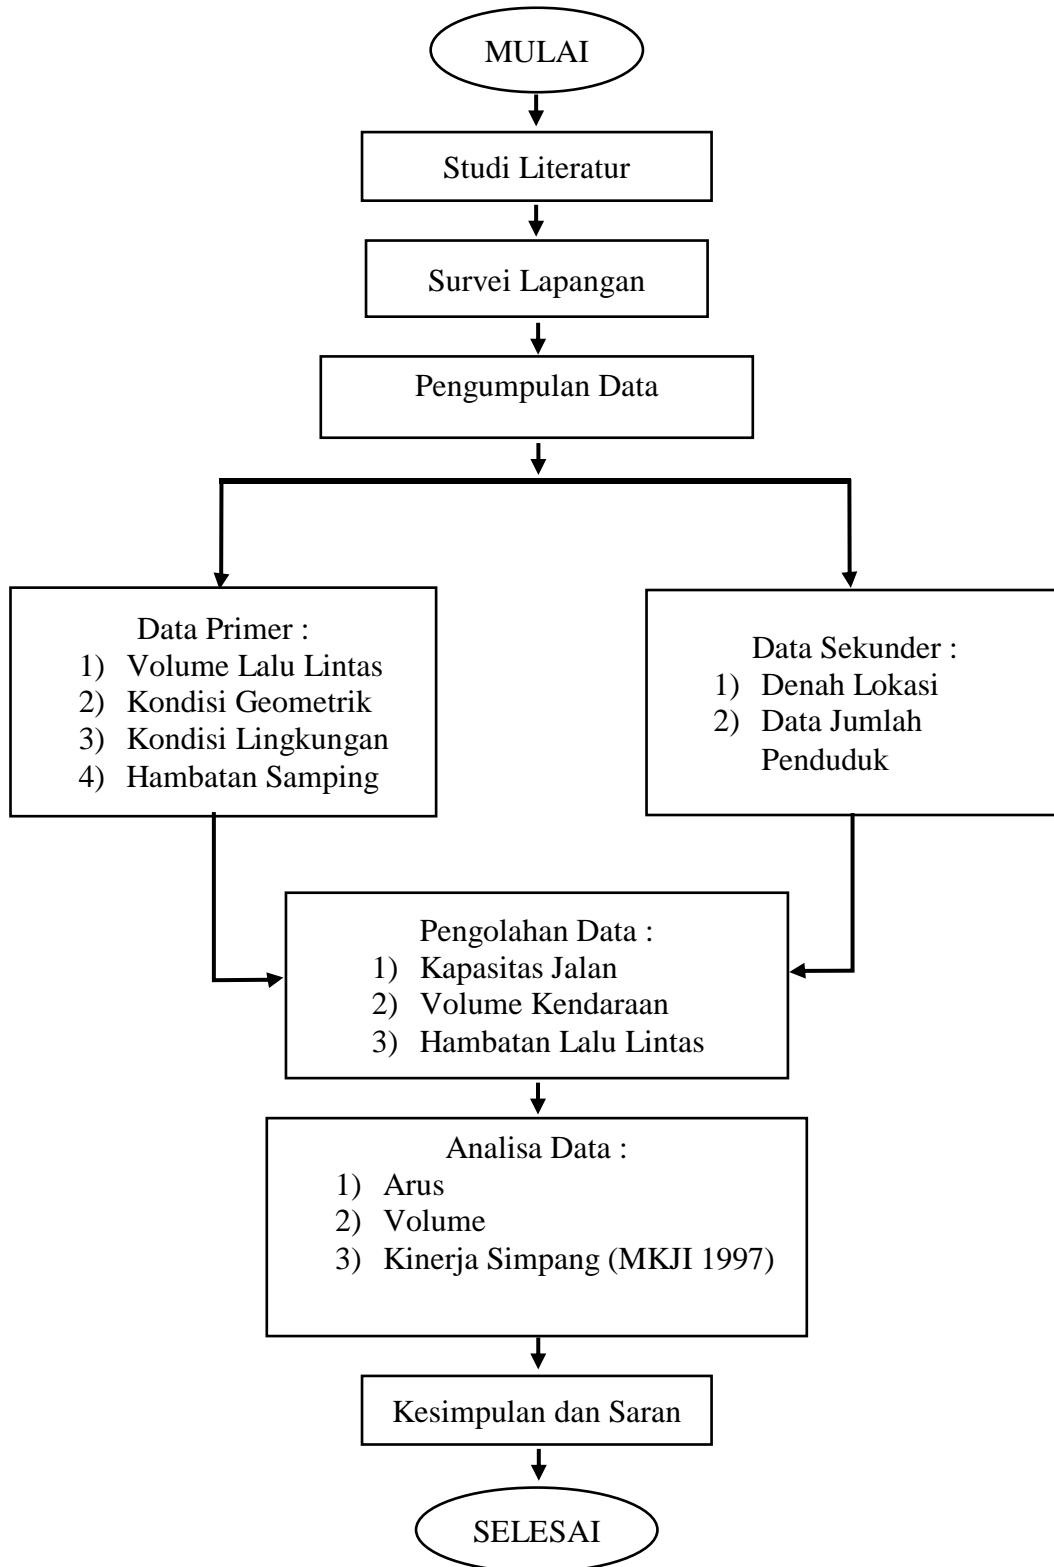 MULAI
Studi Literatur
Survei Lapangan
Pengumpulan Data
Data Primer :
1) Volume Lalu Lintas
2) Kondisi Geometrik
3) Kondisi Lingkungan
4) Hambatan Samping
Data Sekunder :
1) Denah Lokasi
2) Data Jumlah
Penduduk
Pengolahan Data :
1) Kapasitas Jalan
2) Volume Kendaraan
3) Hambatan Lalu Lintas
Analisa Data :
1) Arus
2) Volume
3) Kinerja Simpang (MKJI 1997)
Kesimpulan dan Saran
SELESAI